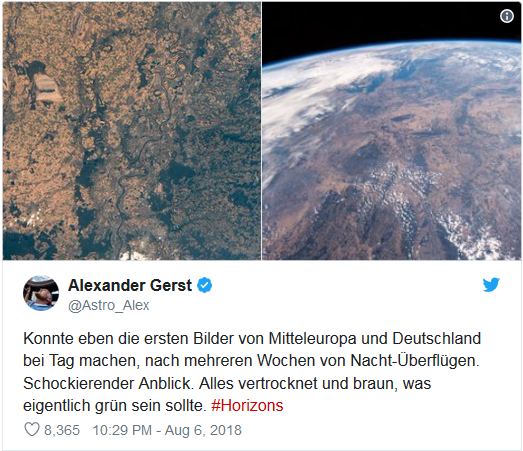 Alexander Gerst
@Astro_Alex
Konnte eben die ersten Bilder von Mitteleuropa und Deutschland
bei Tag machen, nach mehreren Wochen von Nacht-Überflügen.
Schockierender Anblick. Alles vertrocknet und braun, was
eigentlich grün sein sollte. #Horizons
8,365 10:29 PM - Aug 6, 2018